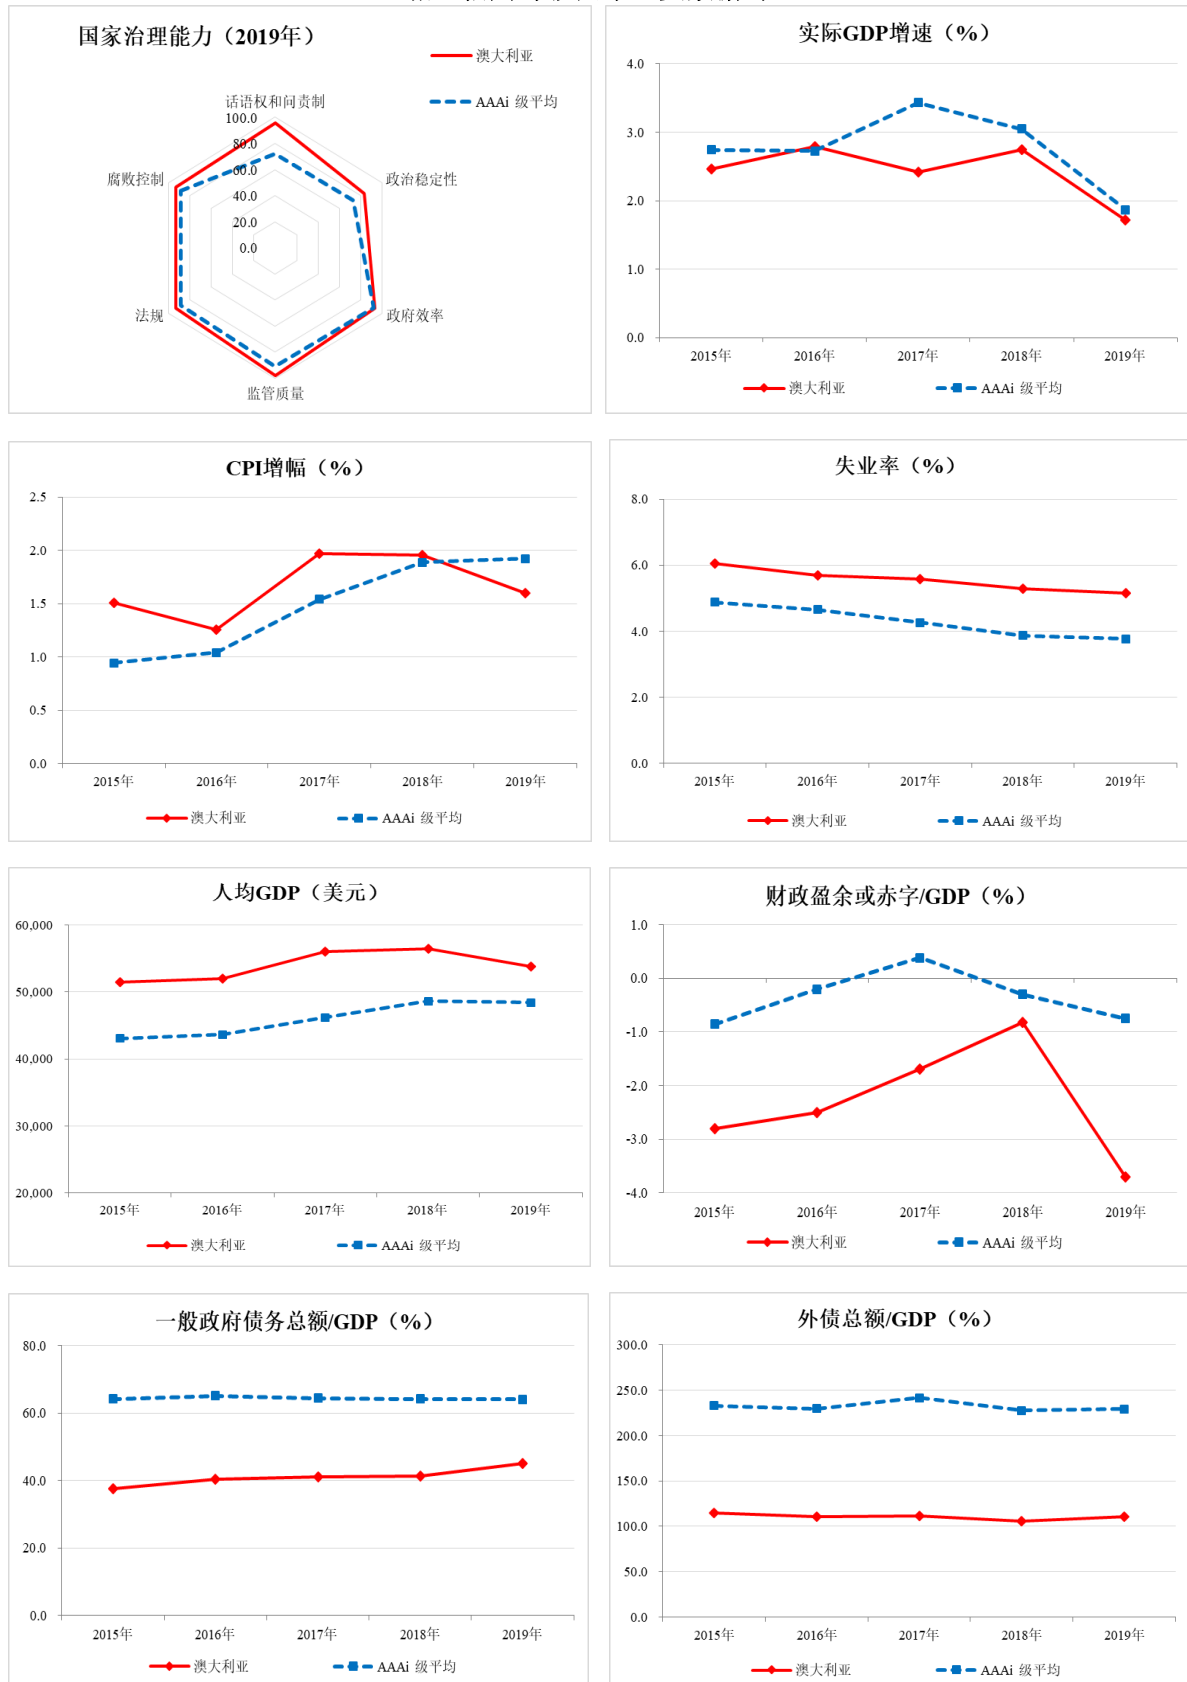 国家治理能力（2019年）
澳大利亚
AAAi 级平均
话语权和问责制
100.0
80.0
60.0
40.0
20.0
0.0
腐败控制
政治稳定性
法规
政府效率
监管质量
实际GDP增速（%）
4.0
3.0
2.0
1.0
0.0
2015年 2016年 2017年 2018年 2019年
澳大利亚 AAAi 级平均
CPI增幅（%）
2.5
2.0
1.5
1.0
0.5
0.0
2015年 2016年 2017年 2018年 2019年
澳大利亚 AAAi 级平均
失业率（%）
8.0
6.0
4.0
2.0
0.0
2015年 2016年 2017年 2018年 2019年
澳大利亚 AAAi 级平均
人均GDP（美元）
60,000
50,000
40,000
30,000
20,000
2015年 2016年 2017年 2018年 2019年
澳大利亚 AAAi 级平均
财政盈余或赤字/GDP（%）
1.0
0.0
-1.0
-2.0
-3.0
-4.0
2015年 2016年 2017年 2018年 2019年
澳大利亚 AAAi 级平均
一般政府债务总额/GDP（%）
80.0
60.0
40.0
20.0
0.0
2015年 2016年 2017年 2018年 2019年
澳大利亚 AAAi 级平均
外债总额/GDP（%）
300.0
250.0
200.0
150.0
100.0
50.0
0.0
2015年 2016年 2017年 2018年 2019年
澳大利亚 AAAi 级平均